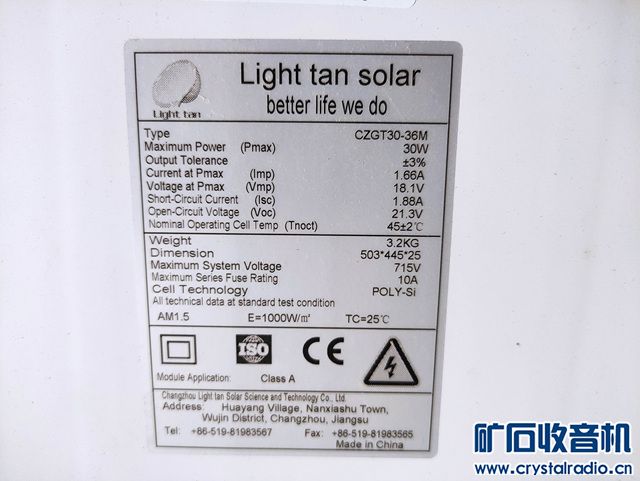 Light tan solar
better life we do
Light tan
Type CZGT30-36M
Maximum Power (Pmax) 30W
Output Tolerance ±3%
Current at Pmax (Imp) 1.66A
Voltage at Pmax (Vmp) 18.1V
Short-Circuit Current (Isc) 1.88A
Open-Circuit Voltage (Voc) 21.3V
Nominal Operating Cell Temp (Tnoct) 45±2℃
Weight 3.2KG
Dimension 503*445*25
Maximum System Voltage 715V
Maximum Series Fuse Rating 10A
Cell Technology POLY-Si
All technical data at standard test condition
AM1.5 E=1000W/㎡ TC=25℃
ISO CE
Module Application: Class A
Changzhou Light tan Solar Science and Technology Co., Ltd.
Address: Huayang Village, Nanxiashu Town,
Wujin District, Changzhou, Jiangsu
Tel: +86-519-81983567 Fax: +86-519-81983565
Made in China
矿石收音机
www.crystalradio.cn